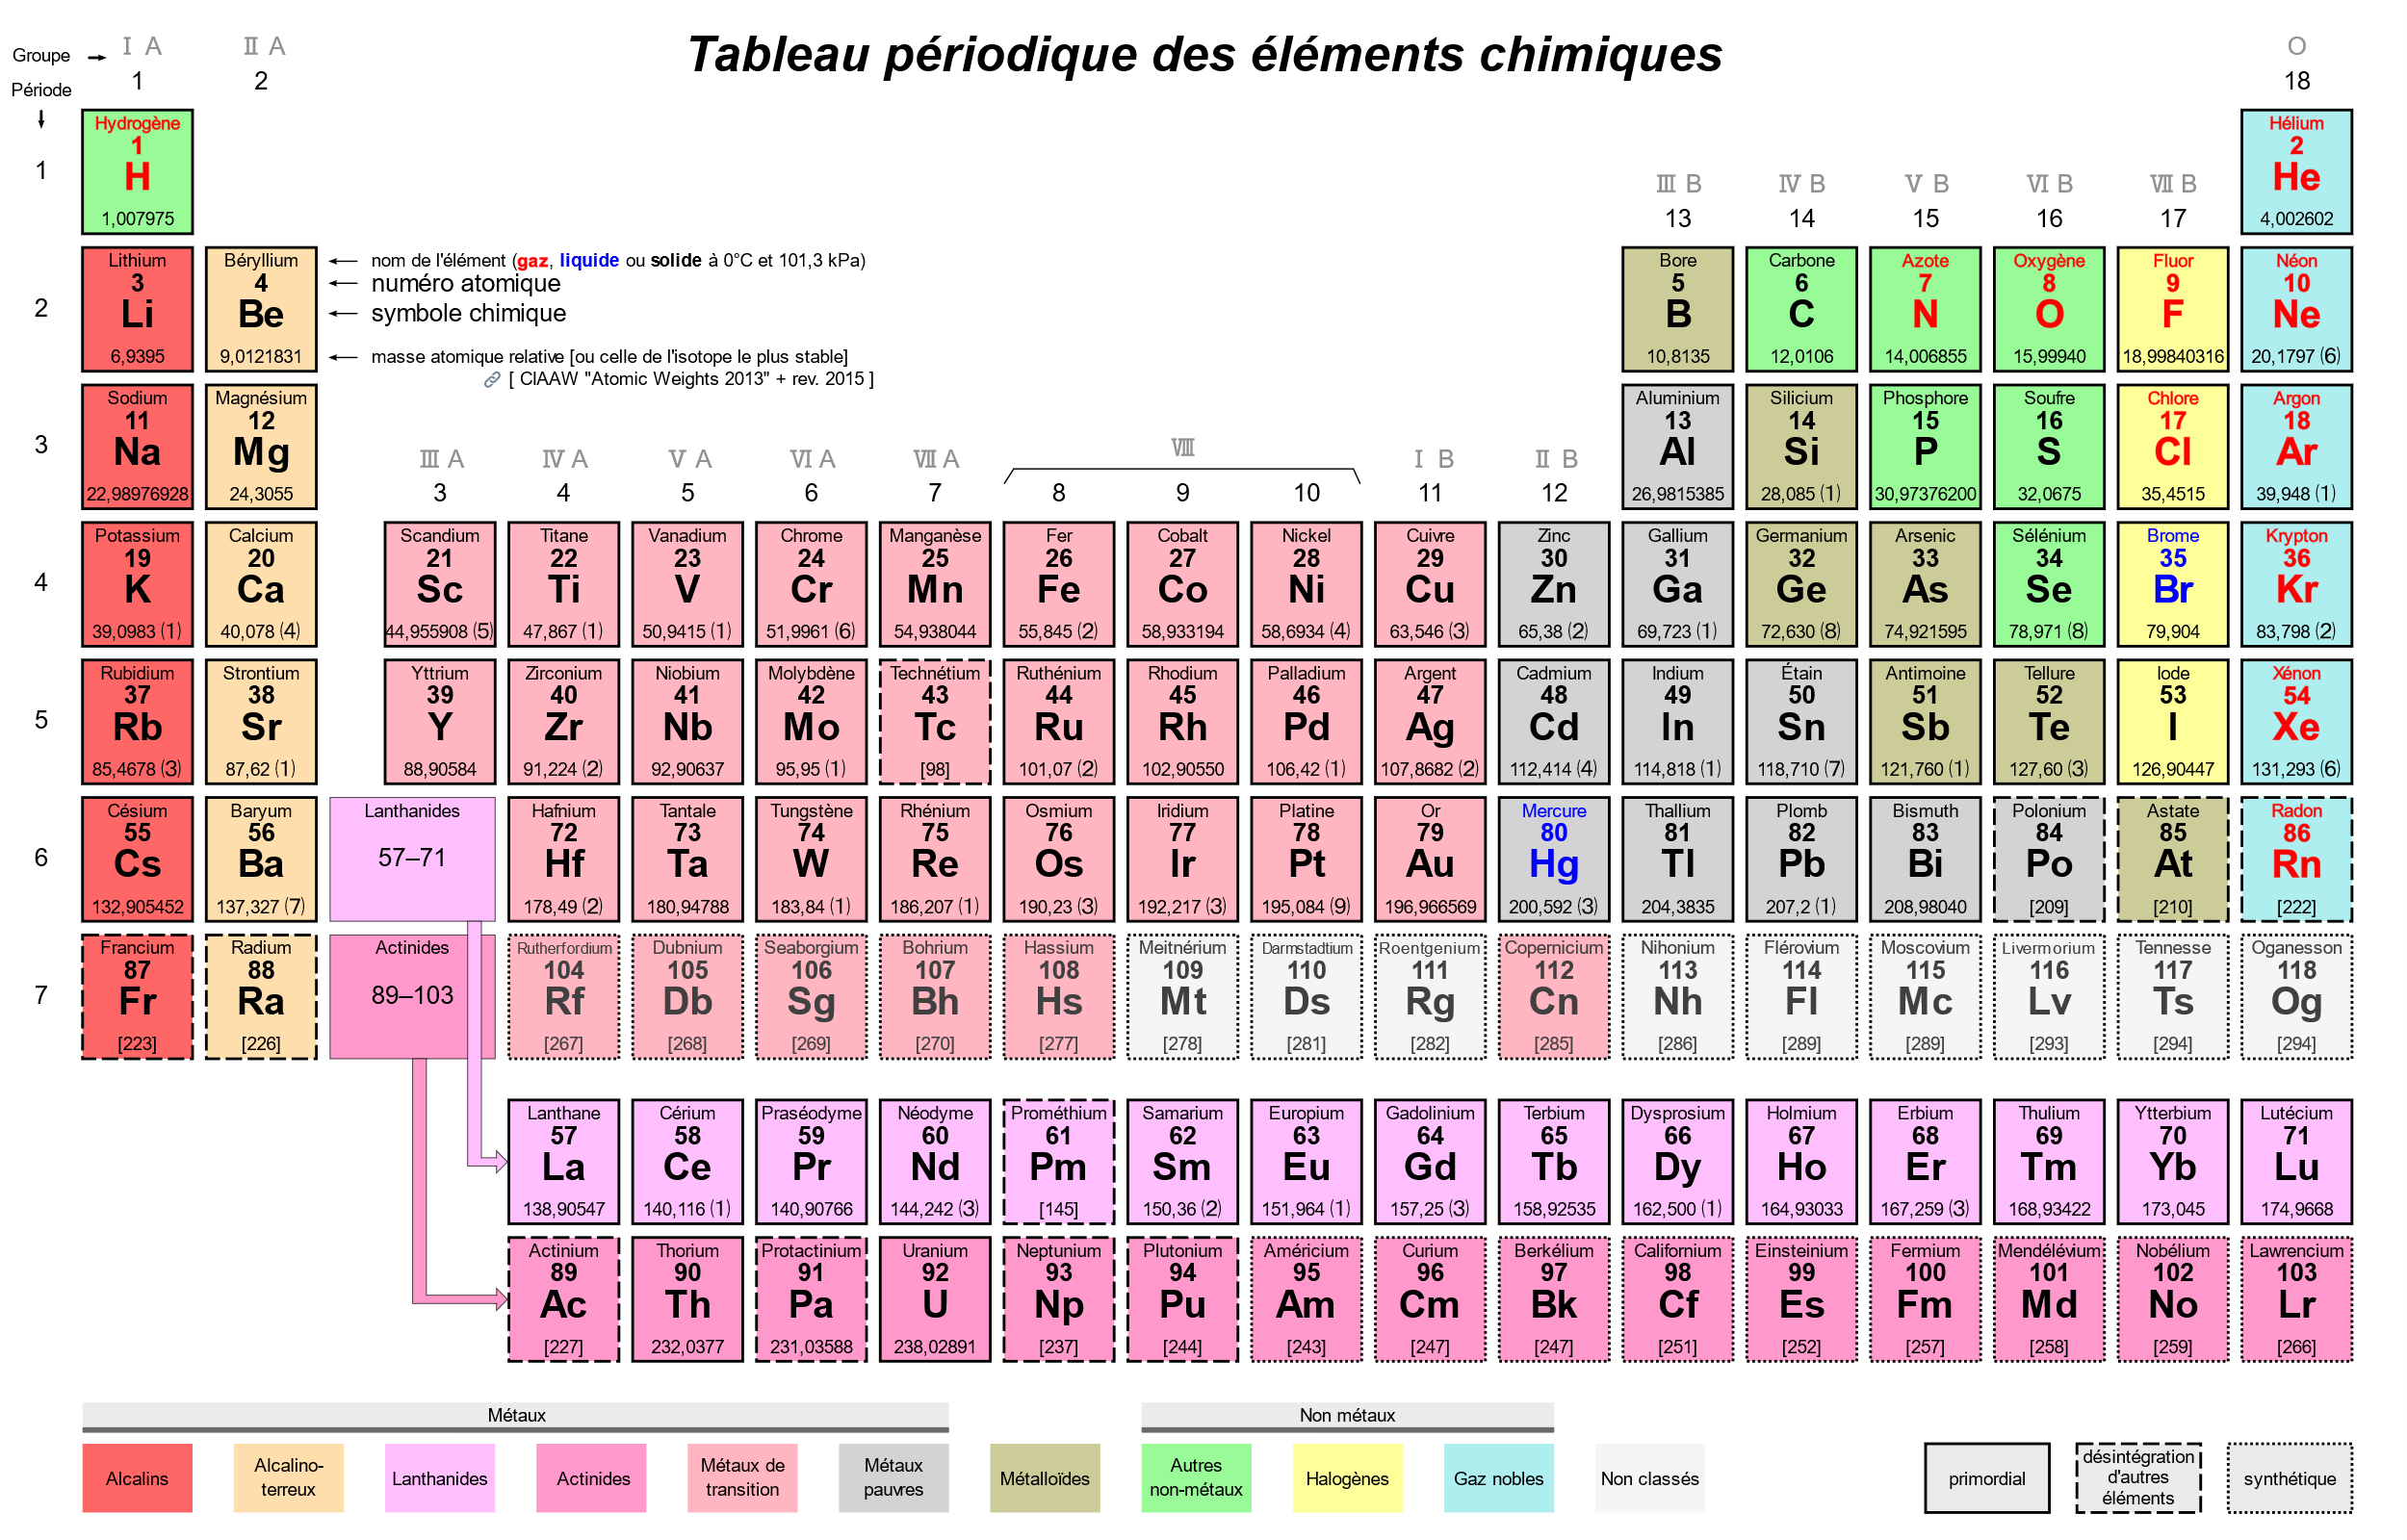 Tableau périodique des éléments chimiques
Groupe Ⅰ A Ⅱ A O
1 2 18
Période
Hydrogène Hélium
1 2
1 H He Ⅲ B Ⅳ B Ⅴ B Ⅵ B Ⅶ B
1,007975 4,002602
13 14 15 16 17
Lithium Béryllium nom de l'élément (gaz, liquide ou solide à 0°C et 101,3 kPa) Bore Carbone Azote Oxygène Fluor Néon
3 4 numéro atomique 5 6 7 8 9 10
2 Li Be symbole chimique B C N O F Ne
6,9395 9,0121831 masse atomique relative [ou celle de l'isotope le plus stable] 10,8135 12,0106 14,006855 15,99940 18,99840316 20,1797 (6)
[ CIAAW "Atomic Weights 2013" + rev. 2015 ]
Sodium Magnésium Aluminium Silicium Phosphore Soufre Chlore Argon
11 12 13 14 15 16 17 18
3 Na Mg Ⅲ A Ⅳ A Ⅴ A Ⅵ A Ⅶ A Ⅷ Ⅰ B Ⅱ B Al Si P S Cl Ar
22,98976928 24,3055 3 4 5 6 7 8 9 10 11 12 26,9815385 28,085 (1) 30,97376200 32,0675 35,4515 39,948 (1)
Potassium Calcium Scandium Titane Vanadium Chrome Manganèse Fer Cobalt Nickel Cuivre Zinc Gallium Germanium Arsenic Sélénium Brome Krypton
19 20 21 22 23 24 25 26 27 28 29 30 31 32 33 34 35 36
4 K Ca Sc Ti V Cr Mn Fe Co Ni Cu Zn Ga Ge As Se Br Kr
39,0983 (1) 40,078 (4) 44,955908 (5) 47,867 (1) 50,9415 (1) 51,9961 (6) 54,938044 55,845 (2) 58,933194 58,6934 (4) 63,546 (3) 65,38 (2) 69,723 (1) 72,630 (8) 74,921595 78,971 (8) 79,904 83,798 (2)
Rubidium Strontium Yttrium Zirconium Niobium Molybdène Technétium Ruthénium Rhodium Palladium Argent Cadmium Indium Étain Antimoine Tellure Iode Xénon
37 38 39 40 41 42 43 44 45 46 47 48 49 50 51 52 53 54
5 Rb Sr Y Zr Nb Mo Tc Ru Rh Pd Ag Cd In Sn Sb Te I Xe
85,4678 (3) 87,62 (1) 88,90584 91,224 (2) 92,90637 95,95 (1) [98] 101,07 (2) 102,90550 106,42 (1) 107,8682 (2) 112,414 (4) 114,818 (1) 118,710 (7) 121,760 (1) 127,60 (3) 126,90447 131,293 (6)
Césium Baryum Lanthanides Hafnium Tantale Tungstène Rhénium Osmium Iridium Platine Or Mercure Thallium Plomb Bismuth Polonium Astate Radon
55 56 72 73 74 75 76 77 78 79 80 81 82 83 84 85 86
6 Cs Ba 57–71 Hf Ta W Re Os Ir Pt Au Hg Tl Pb Bi Po At Rn
132,905452 137,327 (7) 178,49 (2) 180,94788 183,84 (1) 186,207 (1) 190,23 (3) 192,217 (3) 195,084 (9) 196,966569 200,592 (3) 204,3835 207,2 (1) 208,98040 [209] [210] [222]
Francium Radium Actinides Rutherfordium Dubnium Seaborgium Bohrium Hassium Meitnérium Darmstadtium Roentgenium Copernicium Nihonium Flérovium Moscovium Livermorium Tennesse Oganesson
87 88 104 105 106 107 108 109 110 111 112 113 114 115 116 117 118
7 Fr Ra 89–103 Rf Db Sg Bh Hs Mt Ds Rg Cn Nh Fl Mc Lv Ts Og
[223] [226] [267] [268] [269] [270] [277] [278] [281] [282] [285] [286] [289] [289] [293] [294] [294]
Lanthane Cérium Praséodyme Néodyme Prométhium Samarium Europium Gadolinium Terbium Dysprosium Holmium Erbium Thulium Ytterbium Lutécium
57 58 59 60 61 62 63 64 65 66 67 68 69 70 71
La Ce Pr Nd Pm Sm Eu Gd Tb Dy Ho Er Tm Yb Lu
138,90547 140,116 (1) 140,90766 144,242 (3) [145] 150,36 (2) 151,964 (1) 157,25 (3) 158,92535 162,500 (1) 164,93033 167,259 (3) 168,93422 173,045 174,9668
Actinium Thorium Protactinium Uranium Neptunium Plutonium Américium Curium Berkélium Californium Einsteinium Fermium Mendélévium Nobélium Lawrencium
89 90 91 92 93 94 95 96 97 98 99 100 101 102 103
Ac Th Pa U Np Pu Am Cm Bk Cf Es Fm Md No Lr
[227] 232,0377 231,03588 238,02891 [237] [244] [243] [247] [247] [251] [252] [257] [258] [259] [266]
Métaux Non métaux
Alcalins
Alcalino-
terreux
Lanthanides
Actinides
Métaux de
transition
Métaux
pauvres
Métalloïdes
Autres
non-métaux
Halogènes
Gaz nobles
Non classés
primordial
désintégration
d'autres
éléments
synthétique